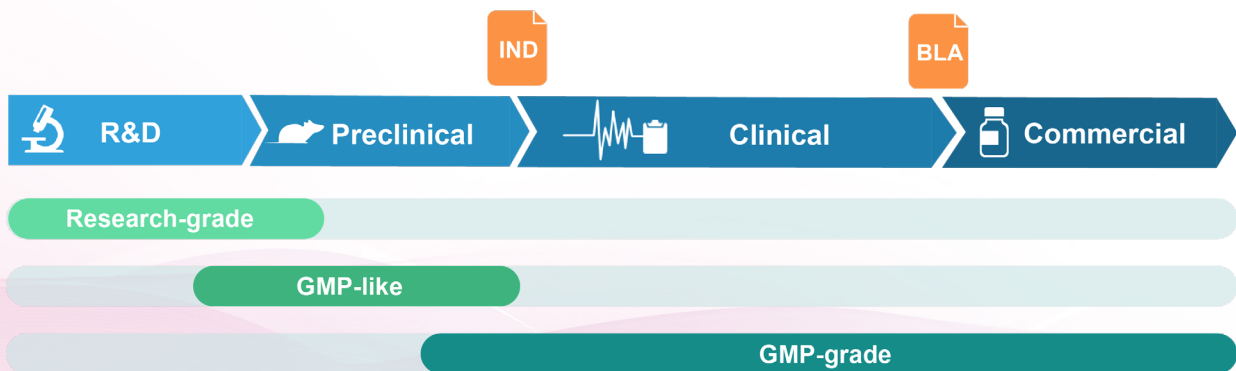 IND
BLA
R&D
Preclinical
Clinical
Commercial
Research-grade
GMP-like
GMP-grade